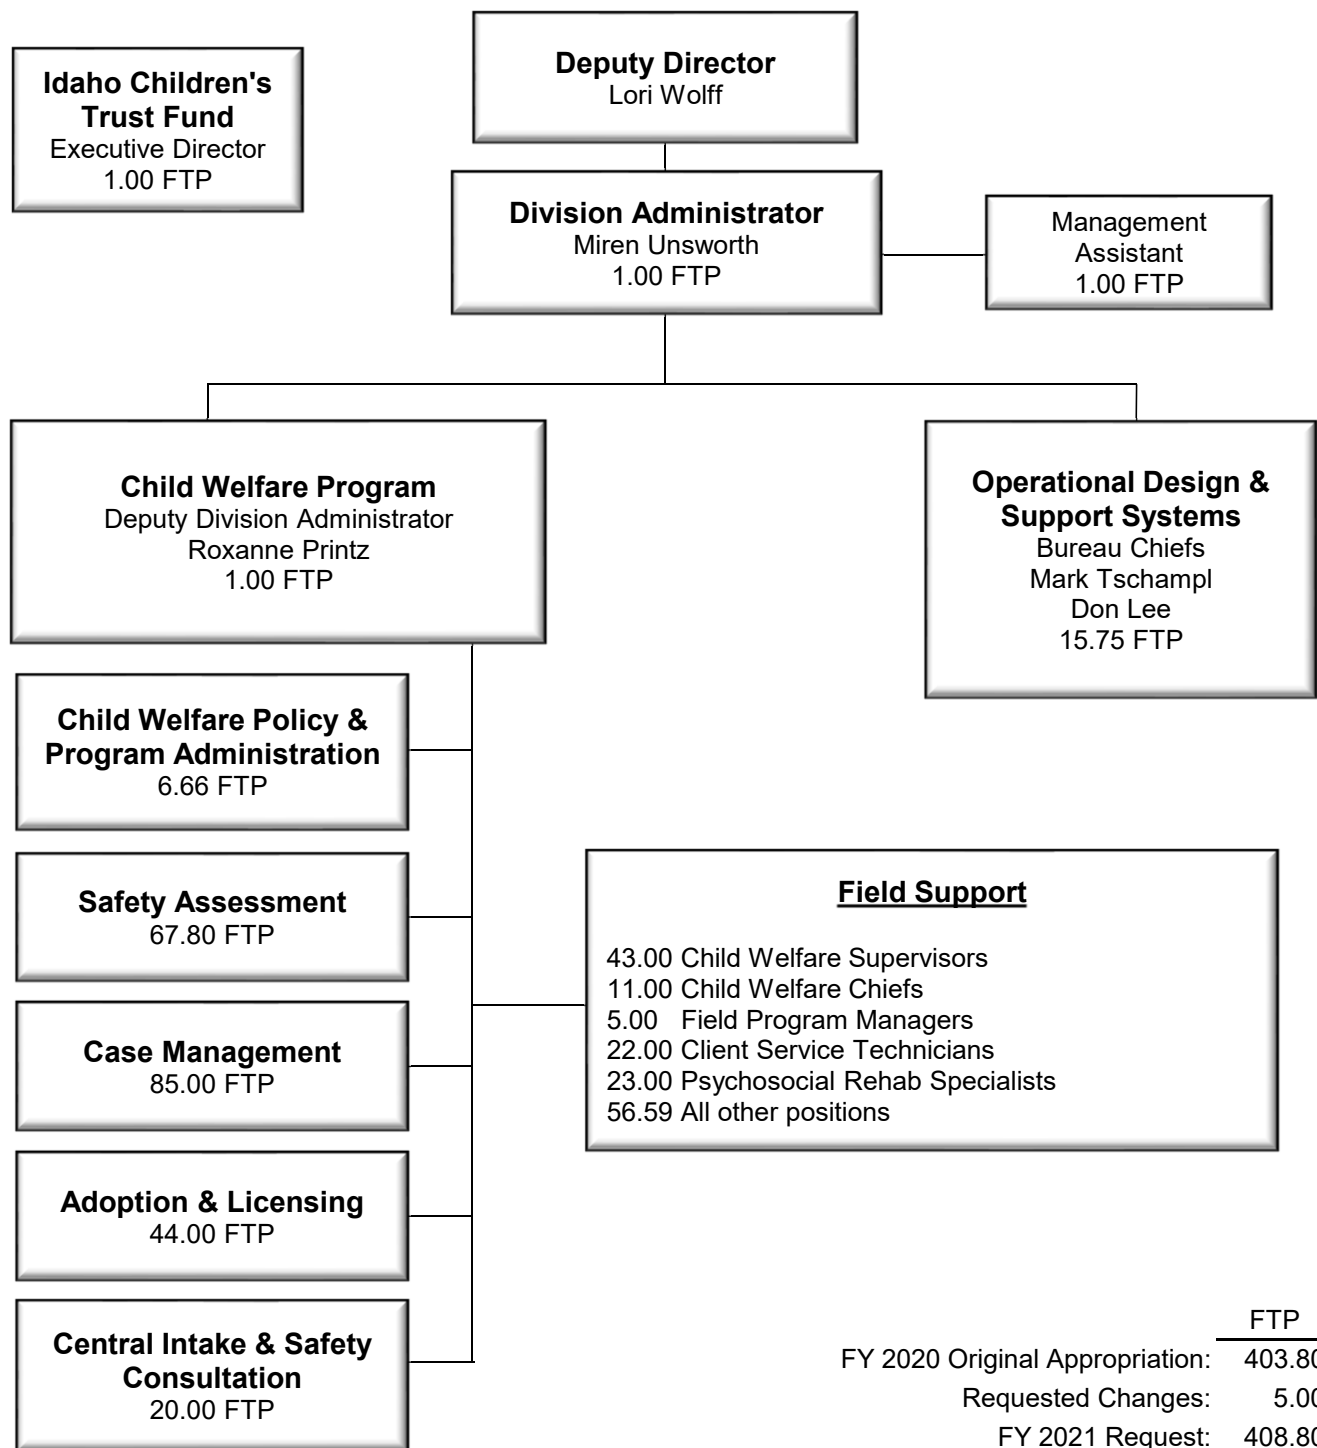 Idaho Children's
Trust Fund
Executive Director
1.00 FTP
Deputy Director
Lori Wolff
Division Administrator
Miren Unsworth
1.00 FTP
Management
Assistant
1.00 FTP
Child Welfare Program
Deputy Division Administrator
Roxanne Printz
1.00 FTP
Operational Design &
Support Systems
Bureau Chiefs
Mark Tschampl
Don Lee
15.75 FTP
Child Welfare Policy &
Program Administration
6.66 FTP
Safety Assessment
67.80 FTP
Case Management
85.00 FTP
Adoption & Licensing
44.00 FTP
Central Intake & Safety
Consultation
20.00 FTP
Field Support
43.00 Child Welfare Supervisors
11.00 Child Welfare Chiefs
5.00 Field Program Managers
22.00 Client Service Technicians
23.00 Psychosocial Rehab Specialists
56.59 All other positions
FTP
FY 2020 Original Appropriation: 403.80
Requested Changes: 5.00
FY 2021 Request: 408.80